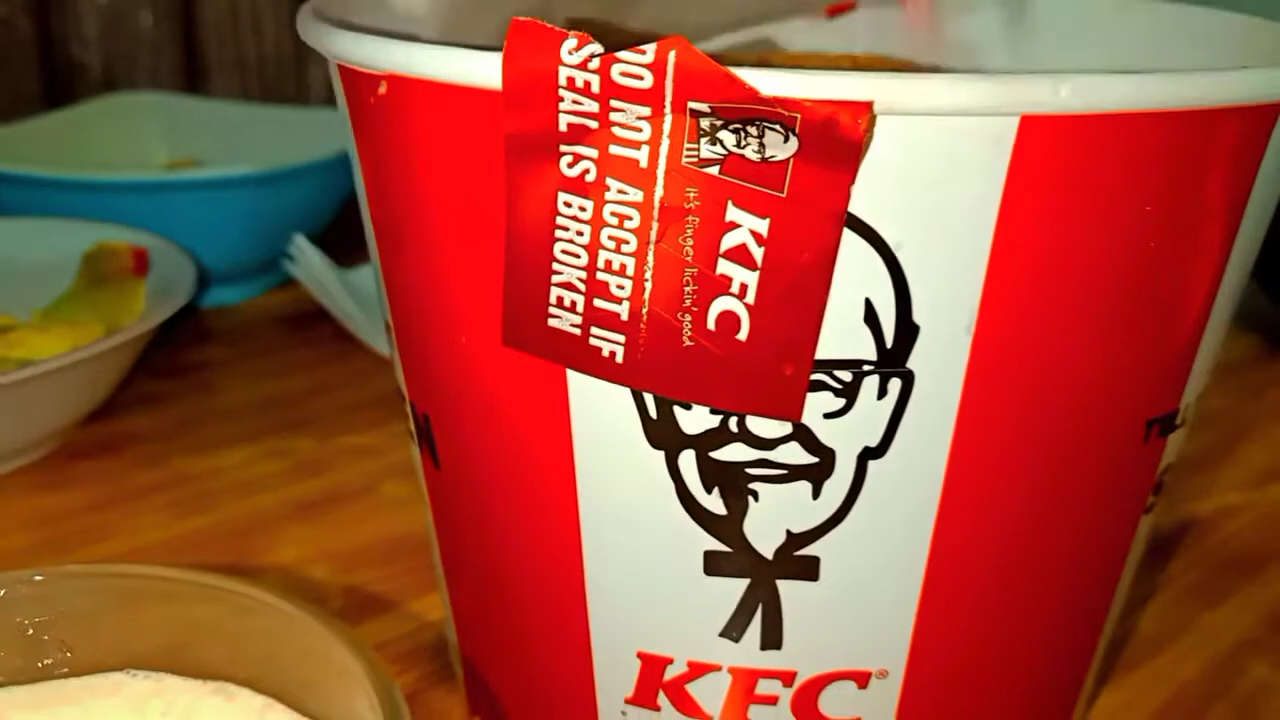 DO NOT ACCEPT IF
SEAL IS BROKEN
KFC
It's finger lickin' good
KFC®